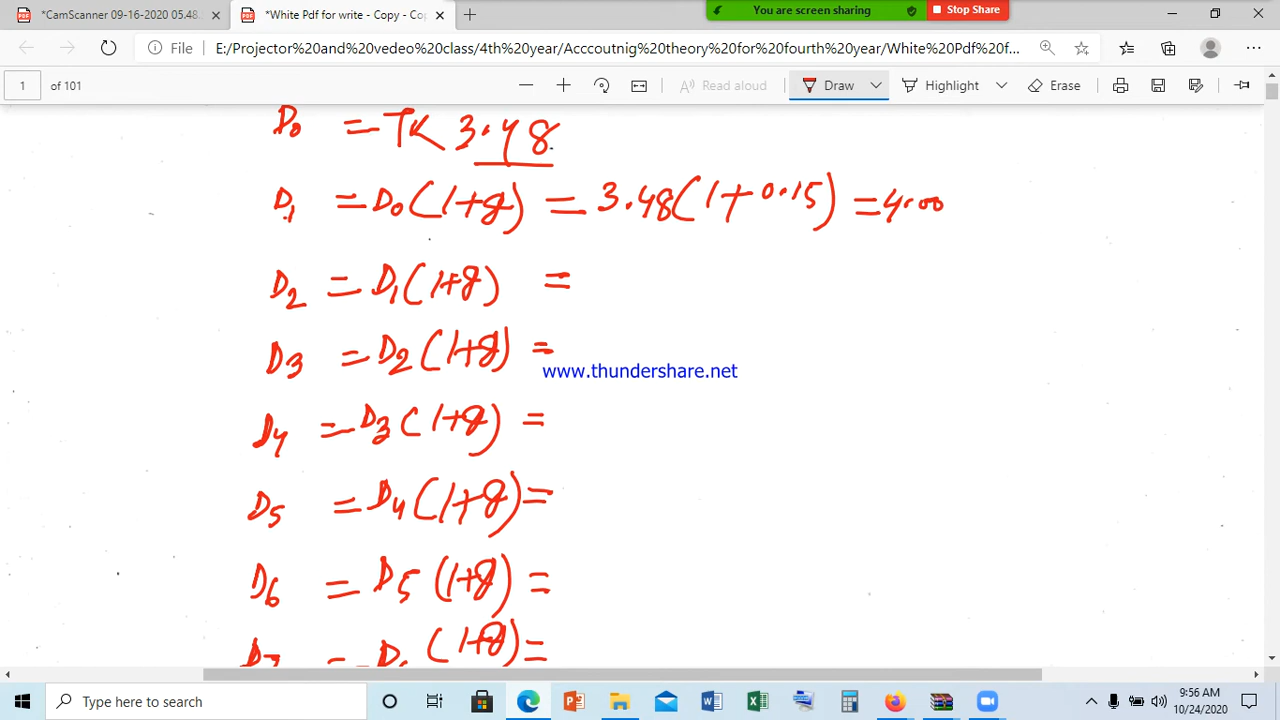 *CamScanner 09-16-2020 05.48
*White Pdf for write - Copy - Cop
You are screen sharing
Stop Share
File
E:/Projector%20and%20vedeo%20class/4th%20year/Acccoutnig%20theory%20for%20fourth%20year/White%20Pdf%20f...
1 of 101
Read aloud
Draw
Highlight
Erase
D₀ = TK 3.48
D₁ = D₀(1+g) = 3.48(1+0.15) = 4.00
D₂ = D₁(1+g) =
D₃ = D₂(1+g) =
www.thundershare.net
D₄ = D₃(1+g) =
D₅ = D₄(1+g) =
D₆ = D₅(1+g) =
(1+g) =
Type here to search
9:56 AM
10/24/2020